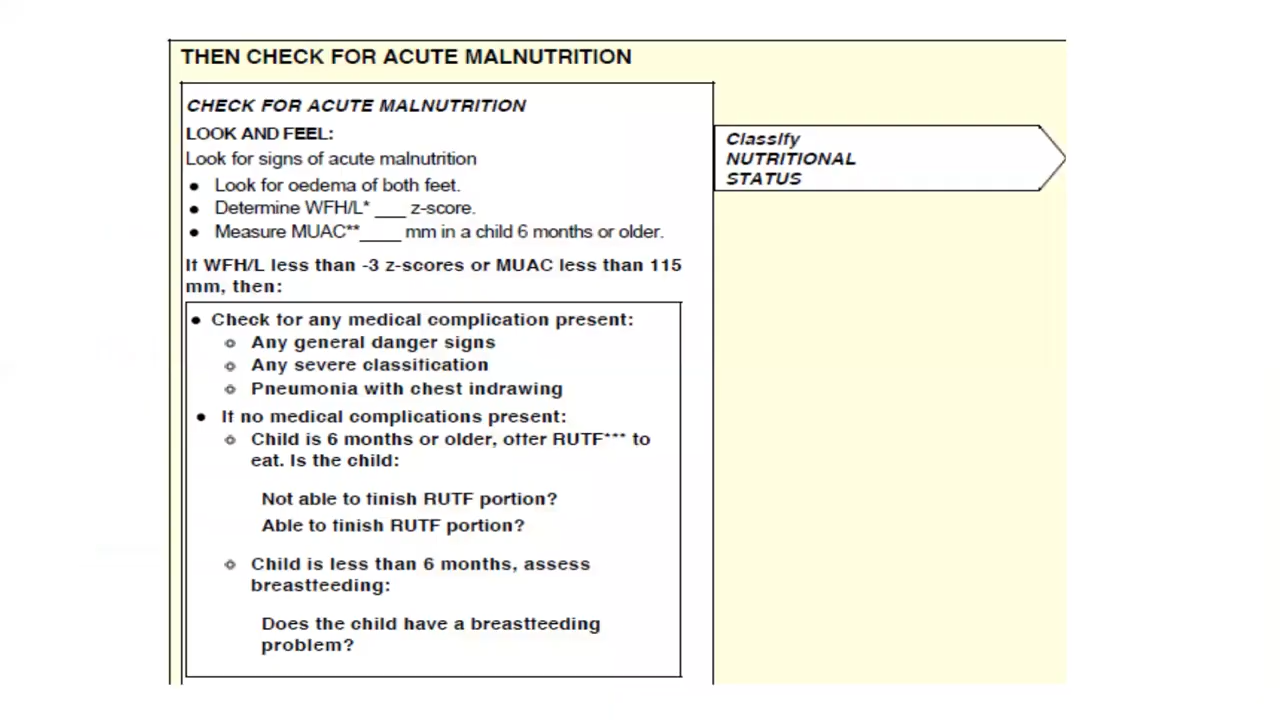 THEN CHECK FOR ACUTE MALNUTRITION
CHECK FOR ACUTE MALNUTRITION
LOOK AND FEEL:
Look for signs of acute malnutrition
• Look for oedema of both feet.
• Determine WFH/L* ___ z-score.
• Measure MUAC**____ mm in a child 6 months or older.
If WFH/L less than -3 z-scores or MUAC less than 115
mm, then:
• Check for any medical complication present:
Any general danger signs
Any severe classification
Pneumonia with chest indrawing
• If no medical complications present:
Child is 6 months or older, offer RUTF*** to
eat. Is the child:
Not able to finish RUTF portion?
Able to finish RUTF portion?
Child is less than 6 months, assess
breastfeeding:
Does the child have a breastfeeding
problem?
Classify
NUTRITIONAL
STATUS